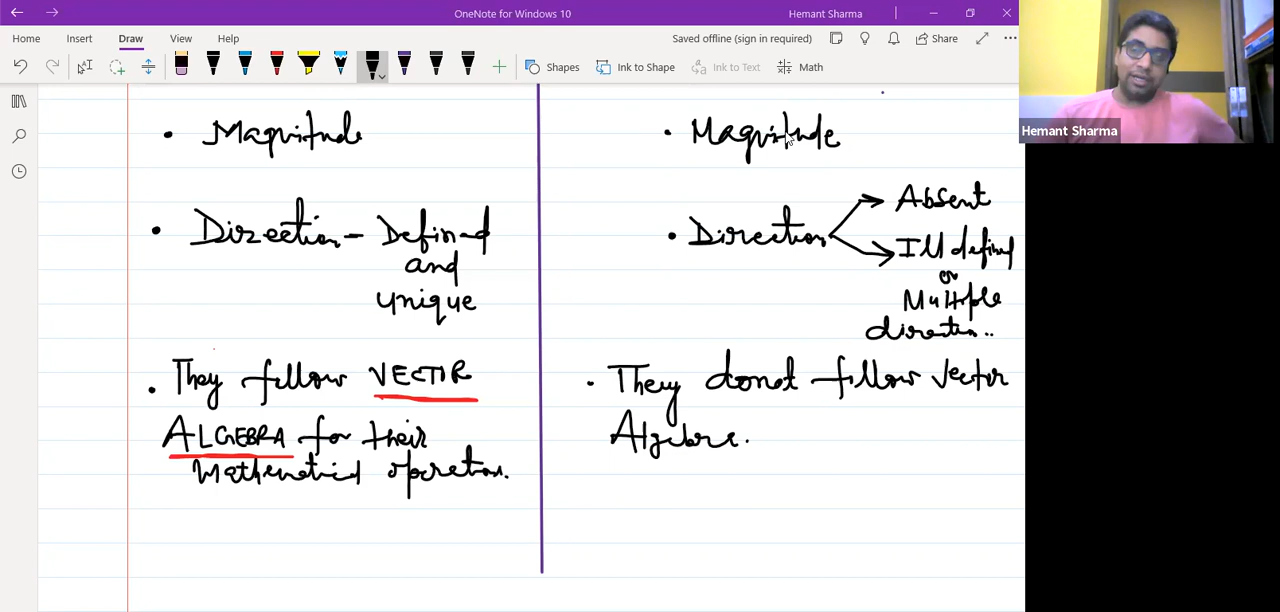 OneNote for Windows 10
Hemant Sharma
Home Insert Draw View Help
Saved offline (sign in required)
Share
Shapes
Ink to Shape
Ink to Text
Math
Hemant Sharma
• Magnitude
• Direction - Defined
and
unique
• They follow VECTOR
ALGEBRA for their
Mathematical operation.
• Magnitude
• Direction
Absent
Ill defined
or
Multiple
direction..
• They donot follow Vector
Algebra.